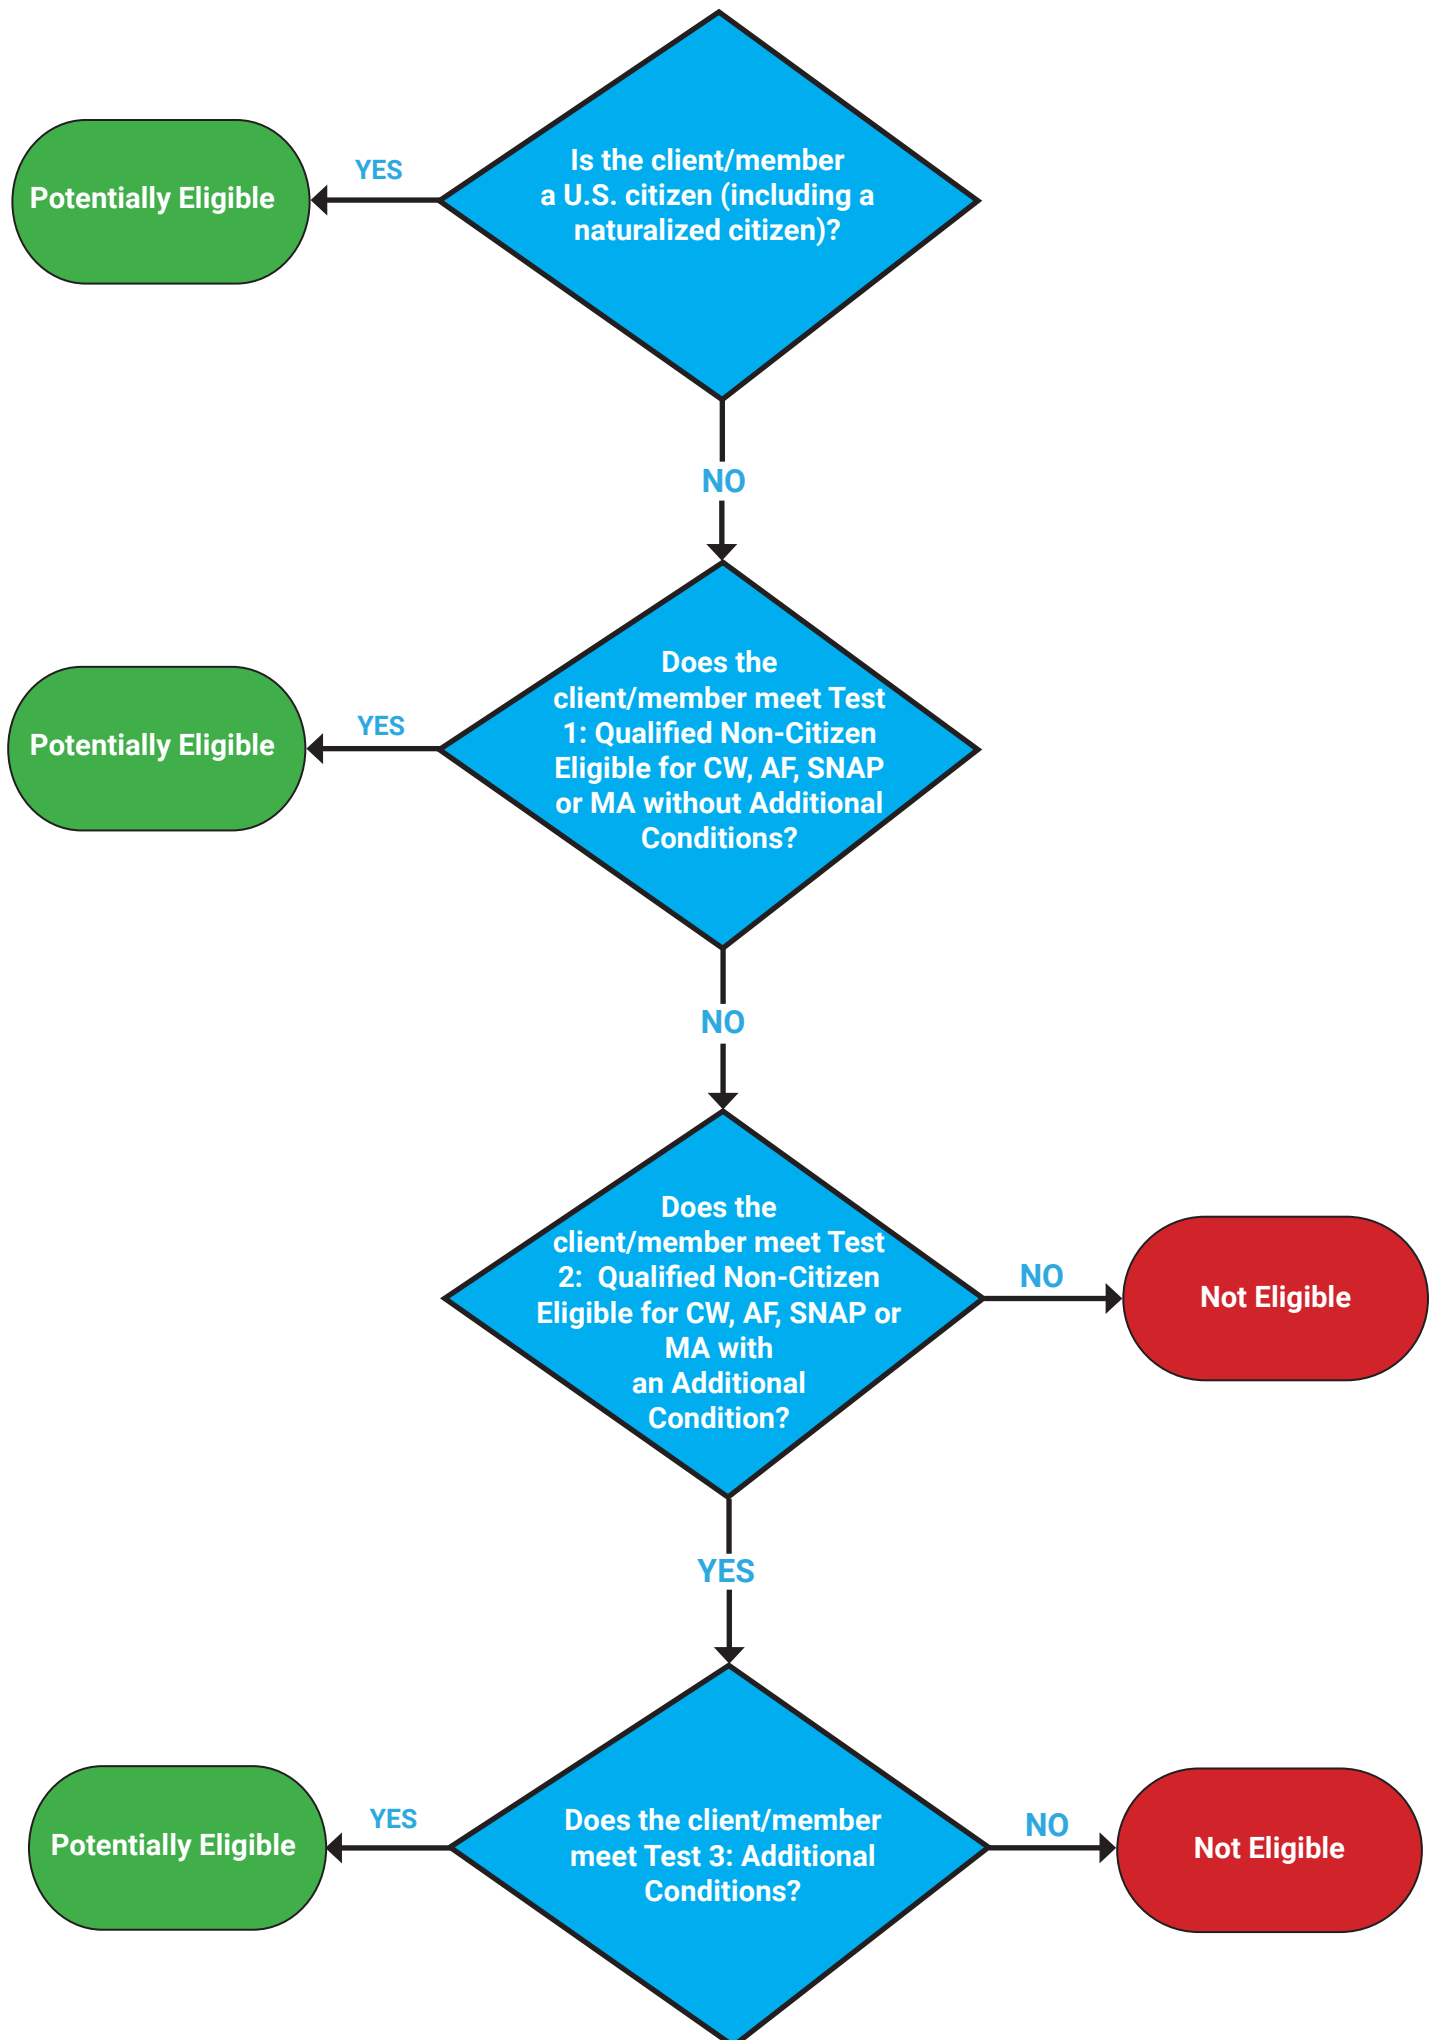 Is the client/member
a U.S. citizen (including a
naturalized citizen)?
YES
Potentially Eligible
NO
Does the
client/member meet Test
1: Qualified Non-Citizen
Eligible for CW, AF, SNAP
or MA without Additional
Conditions?
YES
Potentially Eligible
NO
Does the
client/member meet Test
2:  Qualified Non-Citizen
Eligible for CW, AF, SNAP or
MA with
an Additional
Condition?
NO
Not Eligible
YES
Does the client/member
meet Test 3: Additional
Conditions?
YES
Potentially Eligible
NO
Not Eligible